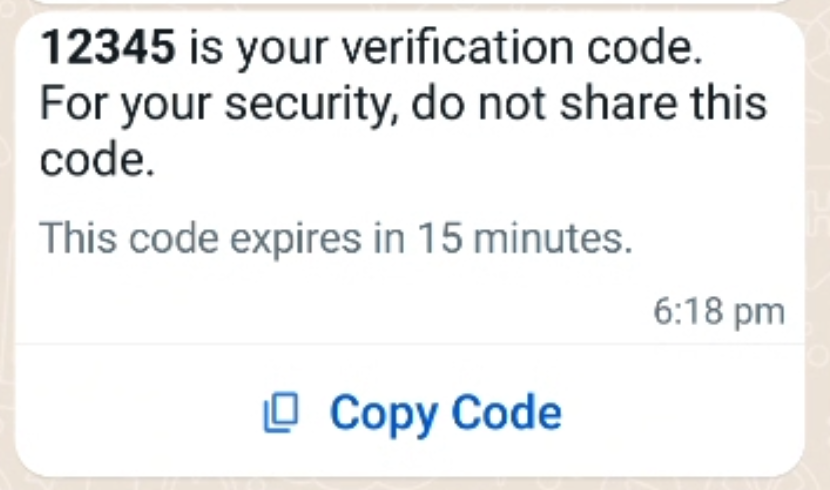 12345 is your verification code.
For your security, do not share this
code.
This code expires in 15 minutes.
6:18 pm
Copy Code